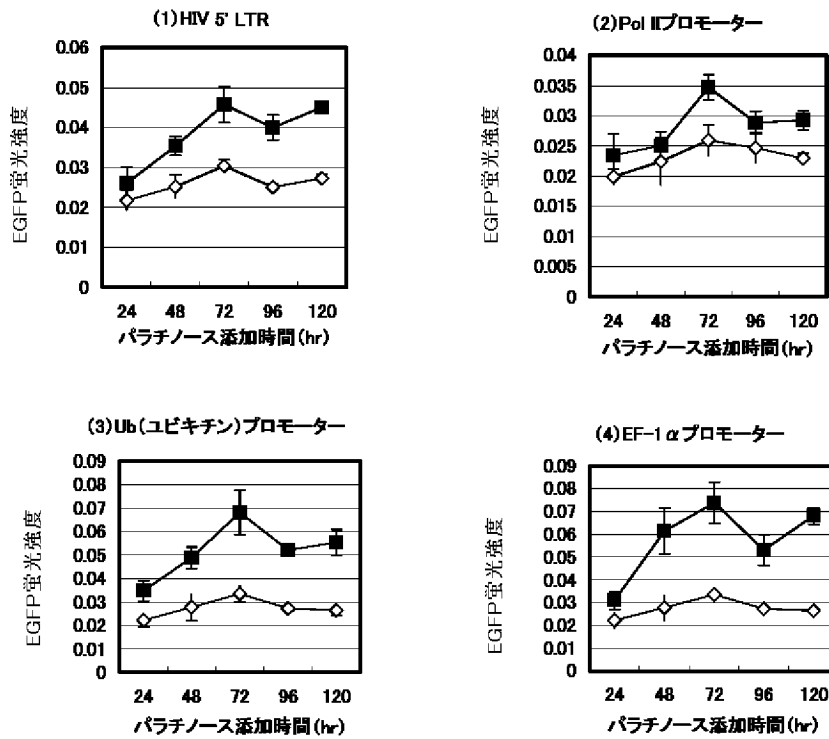 (1)HIV 5' LTR
0.06
0.05
0.04
0.03
0.02
0.01
0
EGFP蛍光強度
24 48 72 96 120
パラチノース添加時間(hr)
(2)Pol IIプロモーター
0.04
0.035
0.03
0.025
0.02
0.015
0.01
0.005
0
EGFP蛍光強度
24 48 72 96 120
パラチノース添加時間(hr)
(3)Ub(ユビキチン)プロモーター
0.09
0.08
0.07
0.06
0.05
0.04
0.03
0.02
0.01
0
EGFP蛍光強度
24 48 72 96 120
パラチノース添加時間(hr)
(4)EF-1αプロモーター
0.09
0.08
0.07
0.06
0.05
0.04
0.03
0.02
0.01
0
EGFP蛍光強度
24 48 72 96 120
パラチノース添加時間(hr)